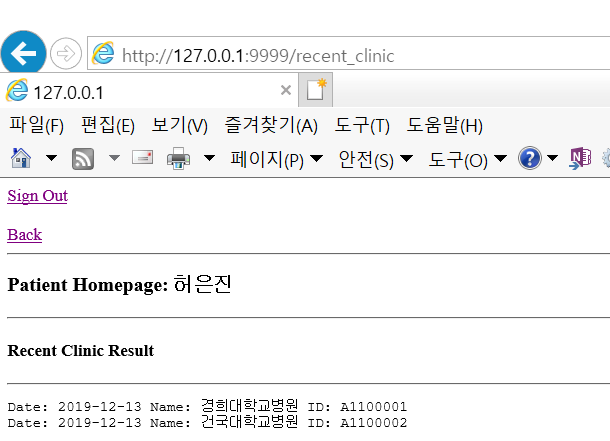 http://127.0.0.1:9999/recent_clinic
127.0.0.1
파일(F) 편집(E) 보기(V) 즐겨찾기(A) 도구(T) 도움말(H)
페이지(P) 안전(S) 도구(O)
Sign Out
Back
Patient Homepage: 허은진
Recent Clinic Result
Date: 2019-12-13 Name: 경희대학교병원 ID: A1100001
Date: 2019-12-13 Name: 건국대학교병원 ID: A1100002